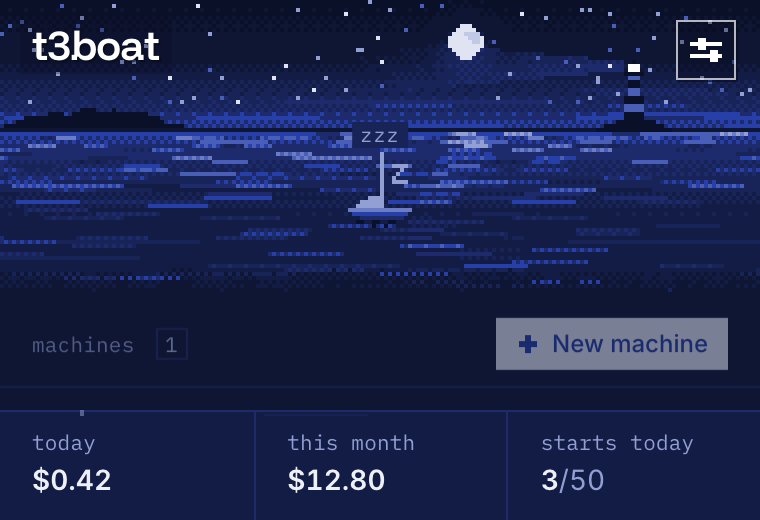 t3boat
zzz
z
machines 1
New machine
today
$0.42
this month
$12.80
starts today
3/50